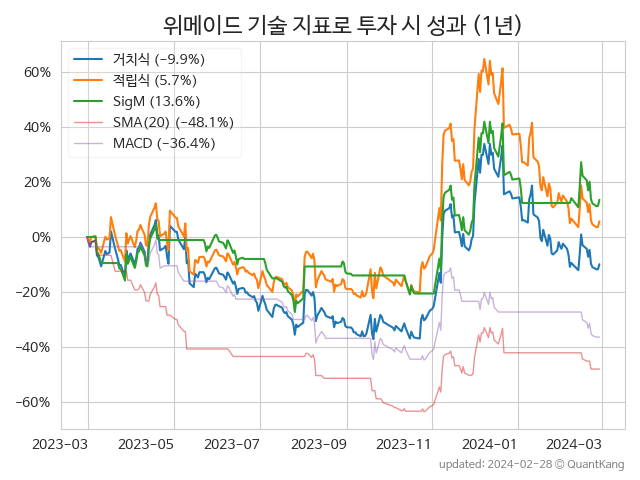 위메이드 기술 지표로 투자 시 성과 (1년)
거치식 (−9.9%)
적립식 (5.7%)
SigM (13.6%)
SMA(20) (−48.1%)
MACD (−36.4%)
60%
40%
20%
0%
−20%
−40%
−60%
2023-03 2023-05 2023-07 2023-09 2023-11 2024-01 2024-03
updated: 2024-02-28 © QuantKang